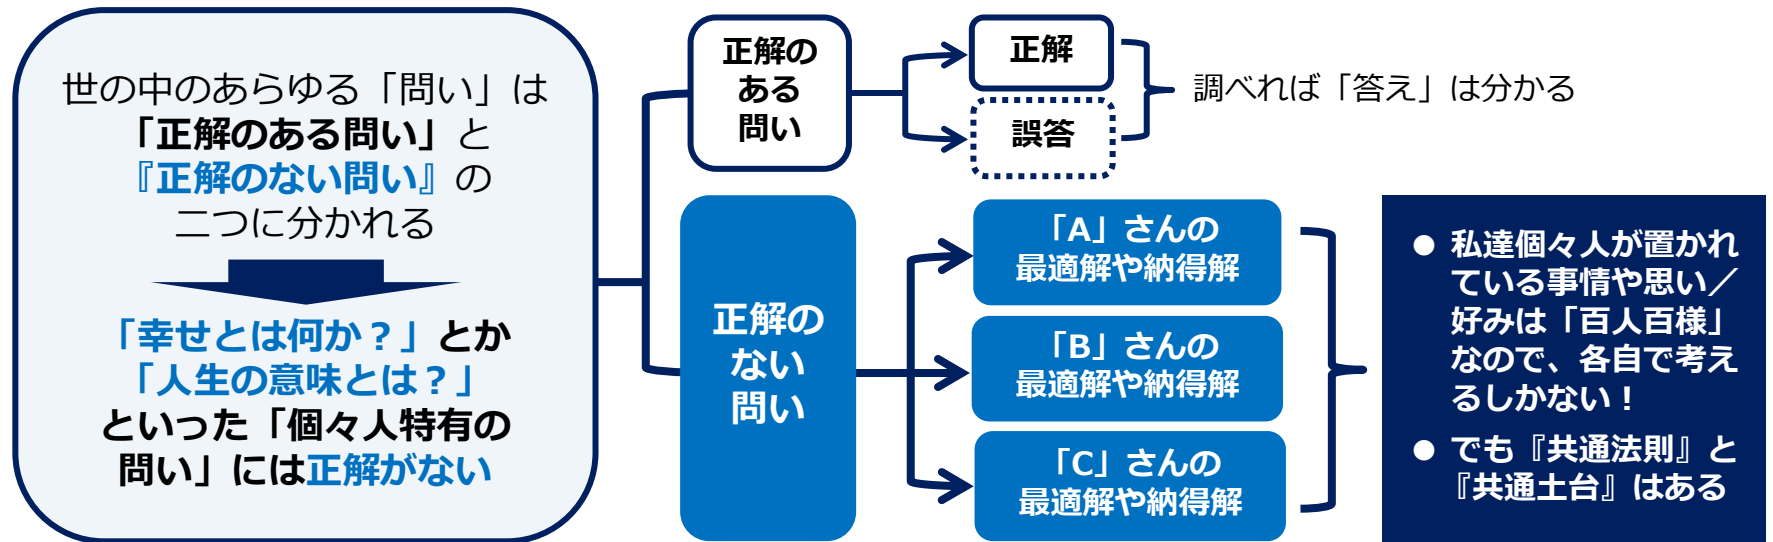 世の中のあらゆる「問い」は
「正解のある問い」と
『正解のない問い』の
二つに分かれる
「幸せとは何か？」とか
「人生の意味とは？」
といった「個々人特有の
問い」には正解がない
正解の
ある
問い
正解
誤答
調べれば「答え」は分かる
正解の
ない
問い
「A」さんの
最適解や納得解
「B」さんの
最適解や納得解
「C」さんの
最適解や納得解
● 私達個々人が置かれ
ている事情や思い／
好みは「百人百様」
なので、各自で考え
るしかない！
● でも『共通法則』と
『共通土台』はある